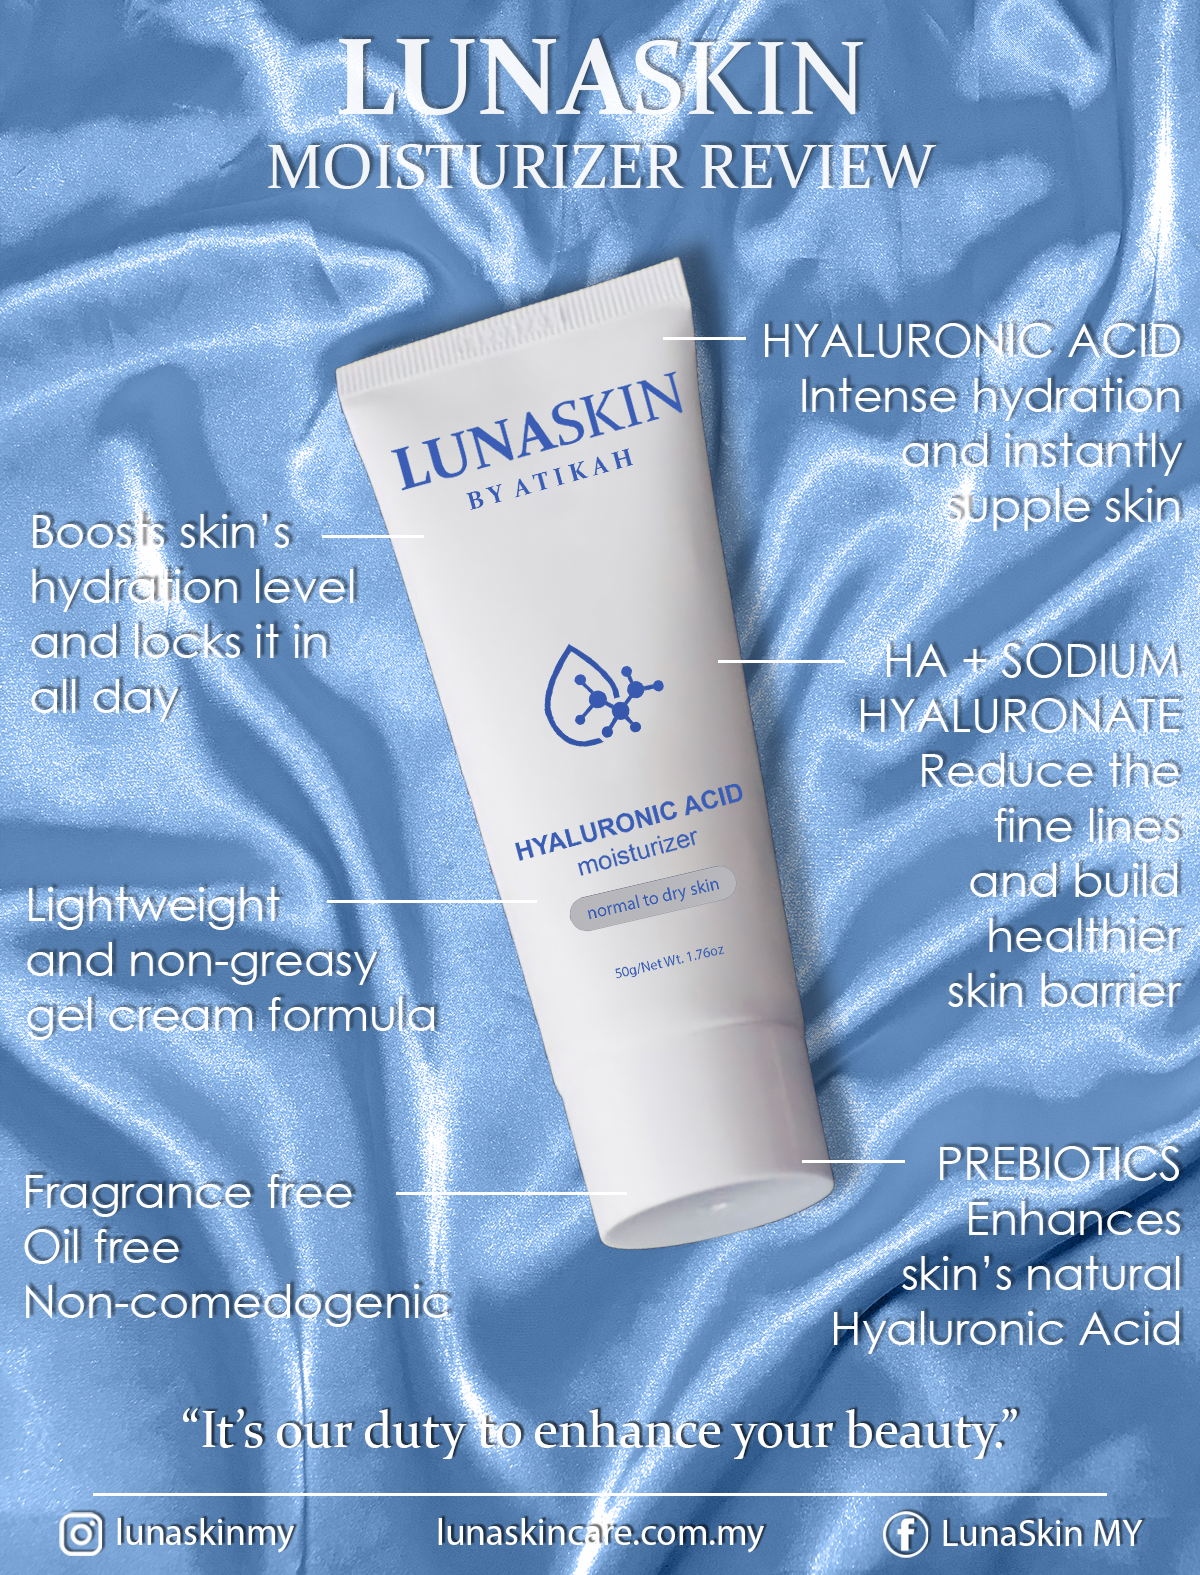 LUNASKIN
MOISTURIZER REVIEW
LUNASKIN
BY ATIKAH
HYALURONIC ACID
moisturizer
normal to dry skin
50g/Net Wt. 1.76oz
Boosts skin’s
hydration level
and locks it in
all day
Lightweight
and non-greasy
gel cream formula
Fragrance free
Oil free
Non-comedogenic
HYALURONIC ACID
Intense hydration
and instantly
supple skin
HA + SODIUM
HYALURONATE
Reduce the
fine lines
and build
healthier
skin barrier
PREBIOTICS
Enhances
skin’s natural
Hyaluronic Acid
“It’s our duty to enhance your beauty.”
lunaskinmy
lunaskincare.com.my
LunaSkin MY